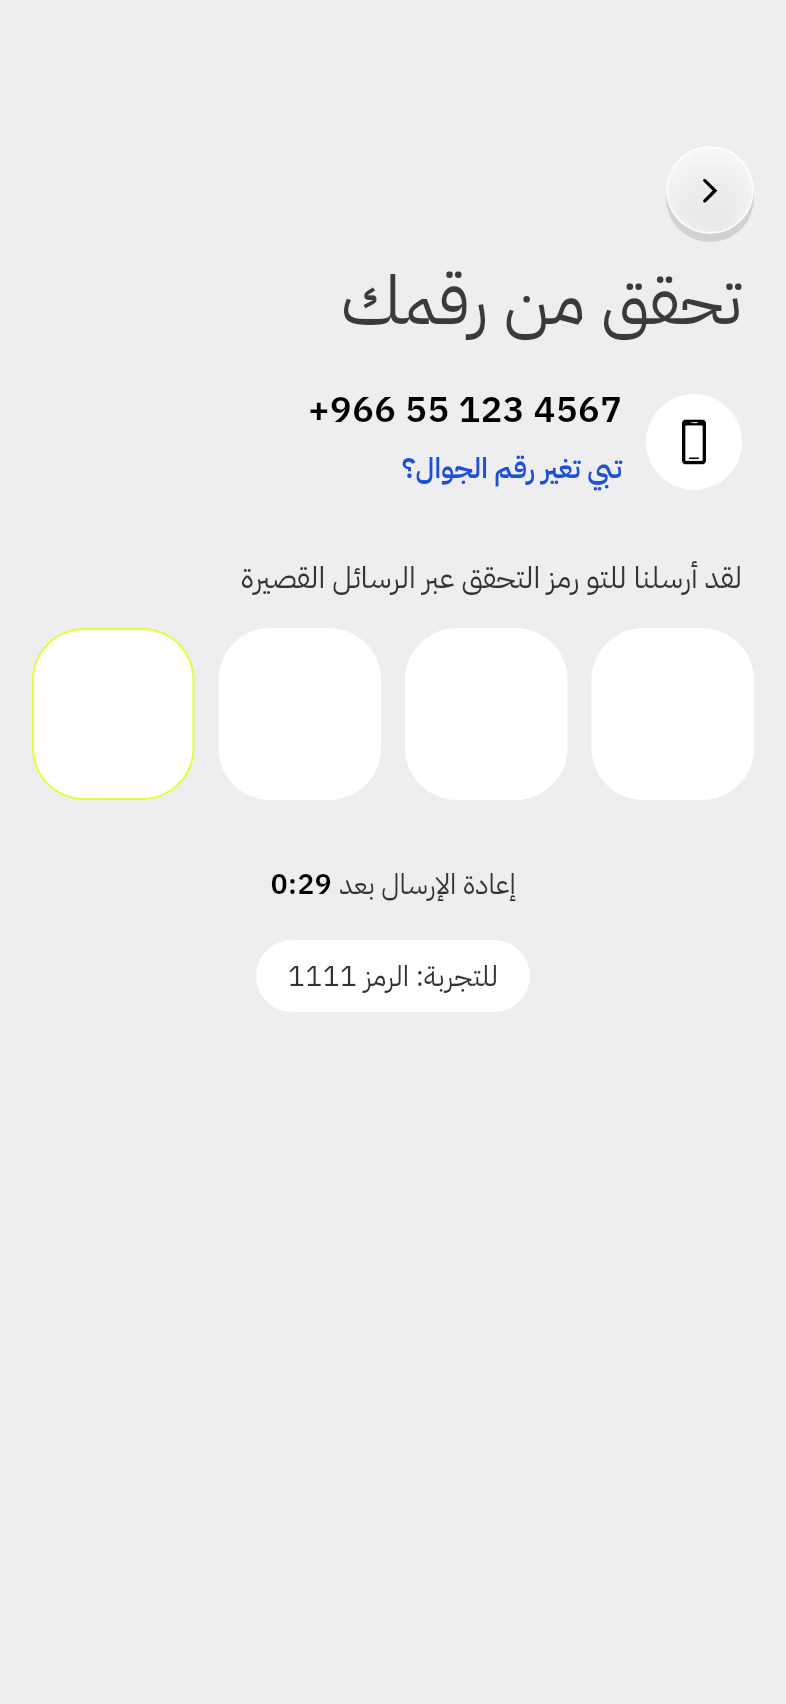 تحقق من رقمك
+966 55 123 4567
تبي تغير رقم الجوال؟
لقد أرسلنا للتو رمز التحقق عبر الرسائل القصيرة
إعادة الإرسال بعد 0:29
للتجربة: الرمز 1111